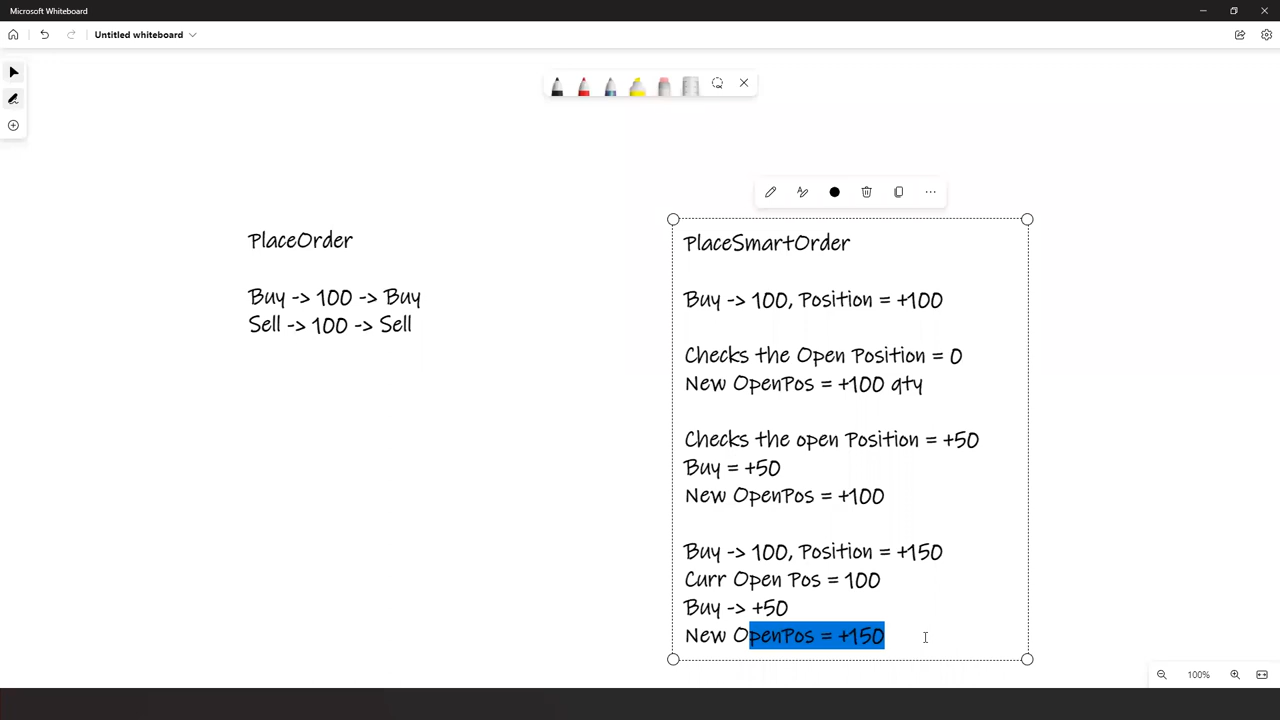 Microsoft Whiteboard
Untitled whiteboard
PlaceOrder
Buy -> 100 -> Buy
Sell -> 100 -> Sell
PlaceSmartOrder
Buy -> 100, Position = +100
Checks the Open Position = 0
New OpenPos = +100 qty
Checks the open Position = +50
Buy = +50
New OpenPos = +100
Buy -> 100, Position = +150
Curr Open Pos = 100
Buy -> +50
New OpenPos = +150
100%